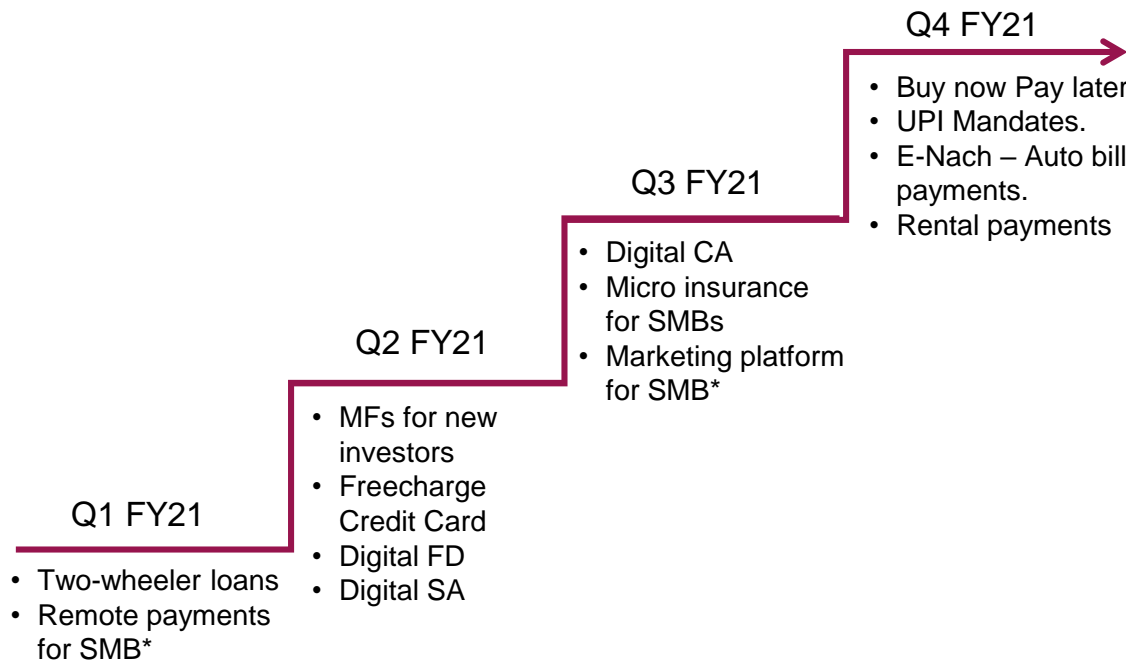 Q1 FY21
• Two-wheeler loans
• Remote payments
for SMB*
Q2 FY21
• MFs for new
investors
• Freecharge
Credit Card
• Digital FD
• Digital SA
Q3 FY21
• Digital CA
• Micro insurance
for SMBs
• Marketing platform
for SMB*
Q4 FY21
• Buy now Pay later
• UPI Mandates.
• E-Nach – Auto bill
payments.
• Rental payments